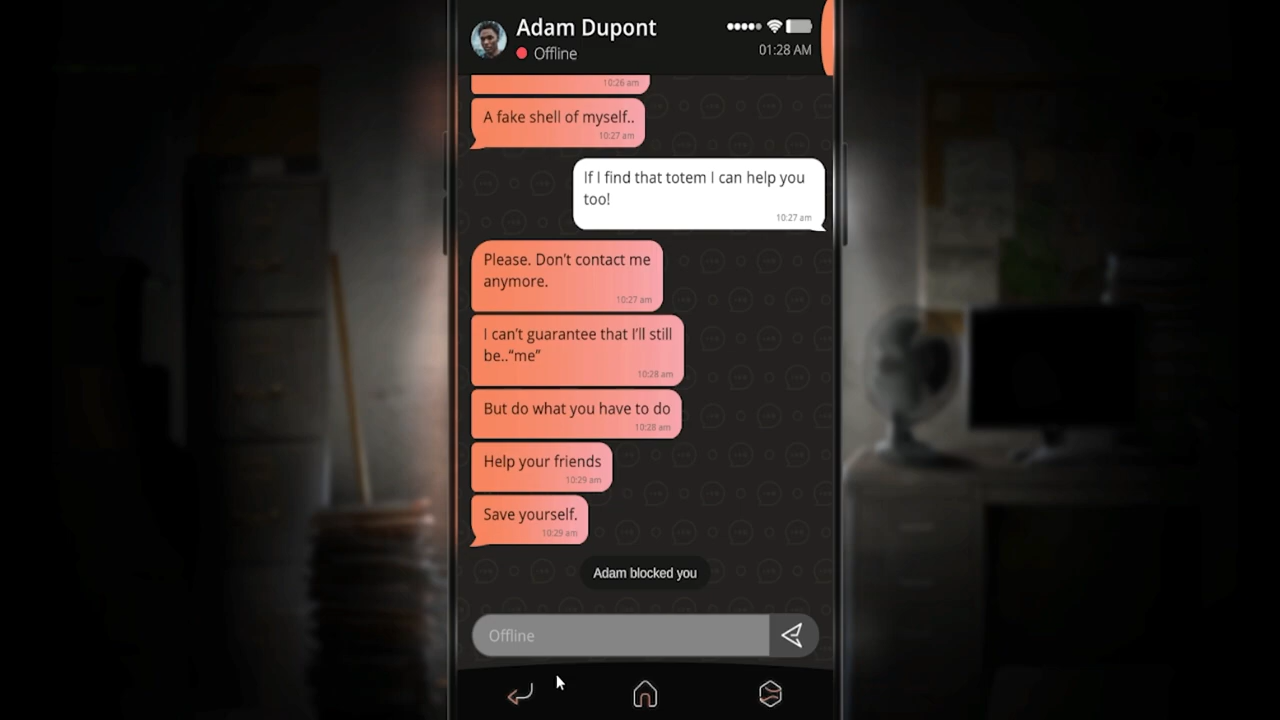 Adam Dupont
Offline
01:28 AM
10:26 am
A fake shell of myself..
10:27 am
If I find that totem I can help you
too!
10:27 am
Please. Don't contact me
anymore.
10:27 am
I can't guarantee that I'll still
be..“me”
10:28 am
But do what you have to do
10:28 am
Help your friends
10:29 am
Save yourself.
10:29 am
Adam blocked you
Offline